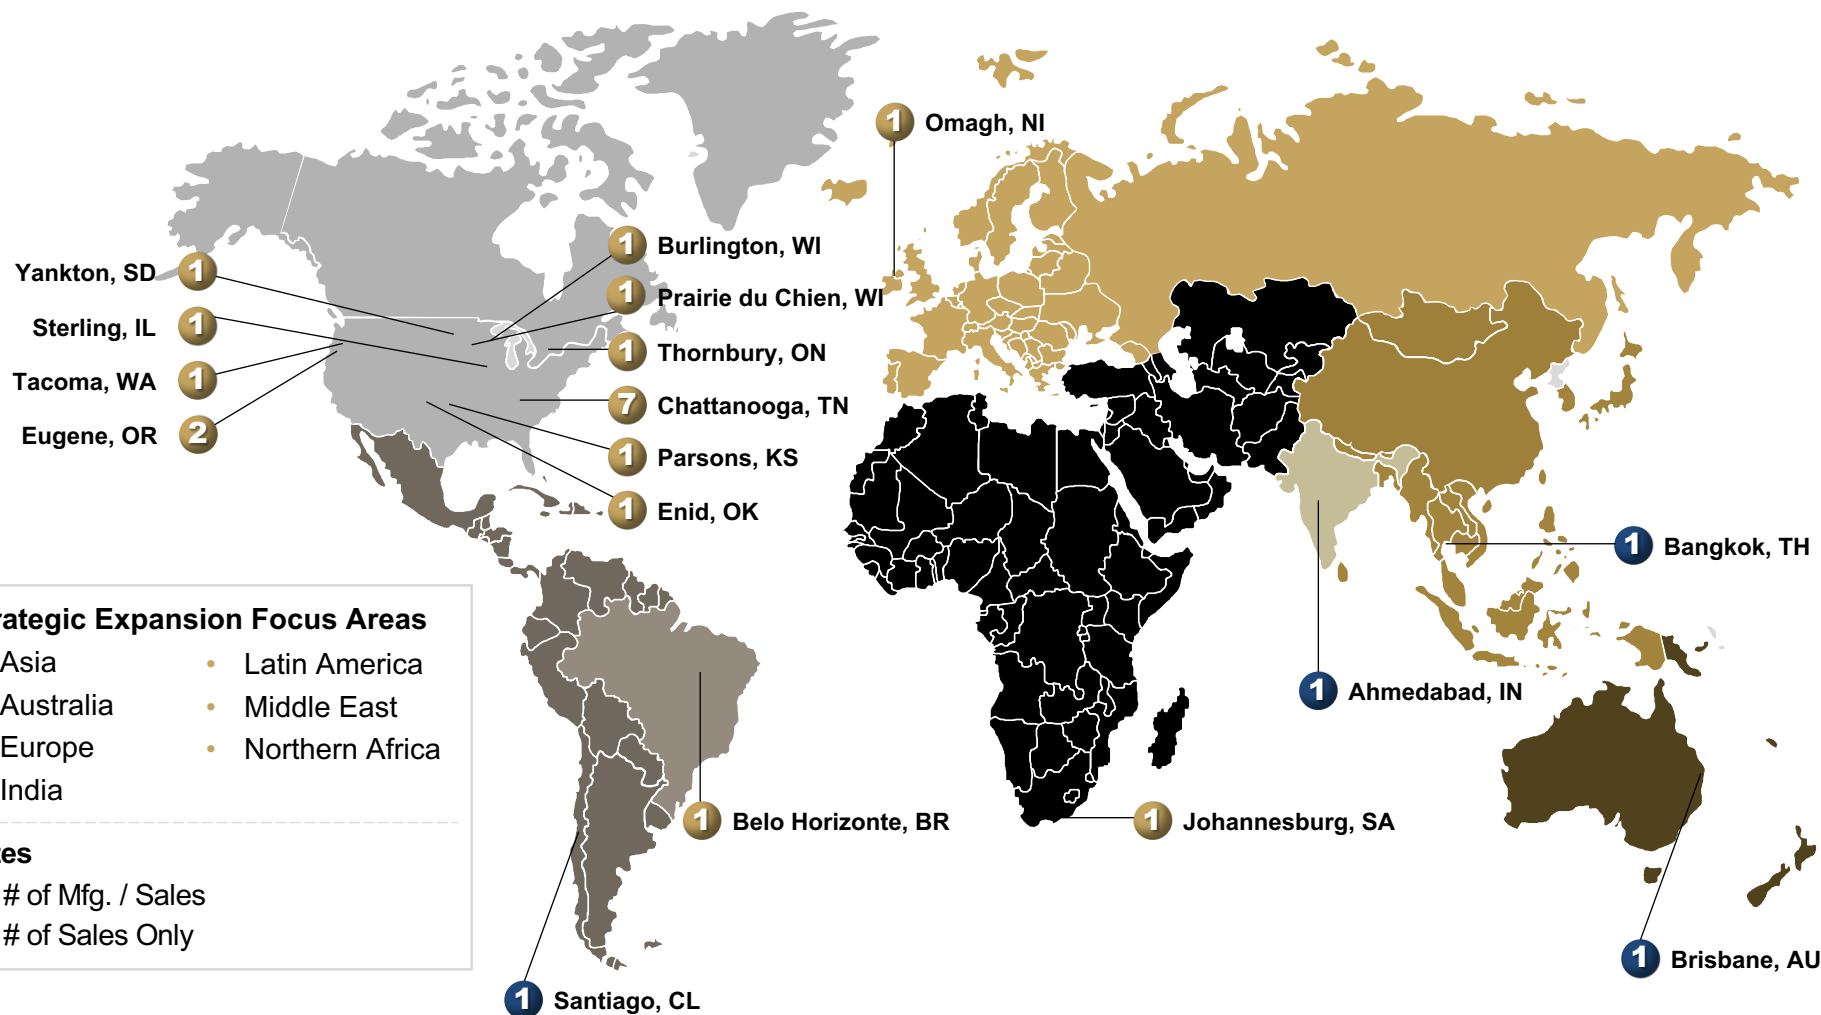 1 Omagh, NI
Yankton, SD 1
1 Burlington, WI
Sterling, IL 1
1 Prairie du Chien, WI
Tacoma, WA 1
1 Thornbury, ON
Eugene, OR 2
7 Chattanooga, TN
1 Parsons, KS
1 Enid, OK
1 Bangkok, TH
1 Ahmedabad, IN
1 Belo Horizonte, BR
1 Johannesburg, SA
1 Brisbane, AU
1 Santiago, CL
rategic Expansion Focus Areas
Asia
Australia
Europe
India
• Latin America
• Middle East
• Northern Africa
tes
# of Mfg. / Sales
# of Sales Only